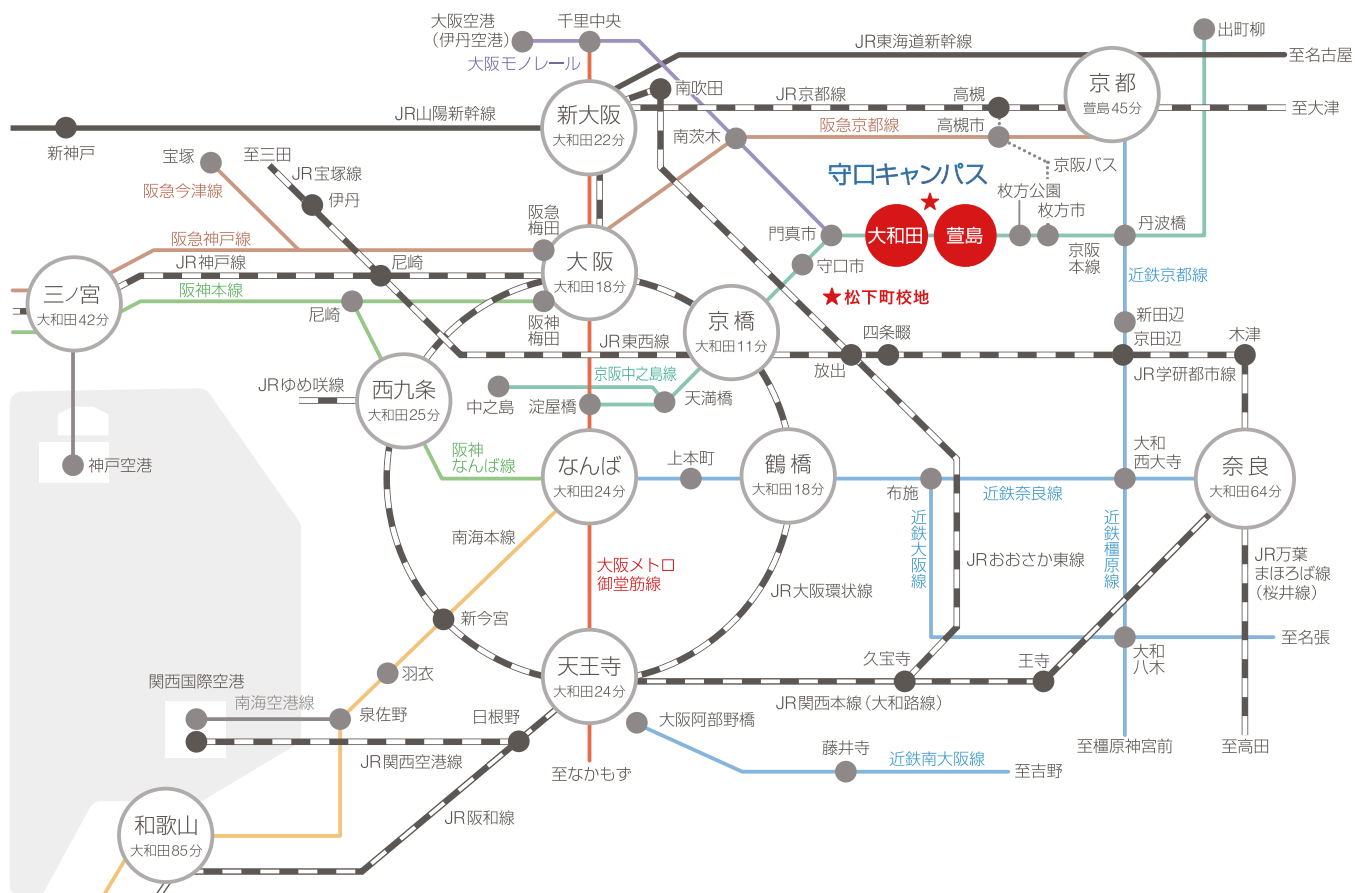 大阪空港
（伊丹空港）
千里中央
出町柳
大阪モノレール
JR東海道新幹線
至名古屋
南吹田
JR京都線
高槻
京都
萱島45分
至大津
新大阪
大和田22分
JR山陽新幹線
新神戸
南茨木
阪急京都線
高槻市
宝塚
至三田
JR宝塚線
阪急今津線
伊丹
守口キャンパス
京阪バス
枚方公園
枚方市
阪急
梅田
門真市
大和田
萱島
京阪
本線
丹波橋
阪急神戸線
JR神戸線
尼崎
大阪
大和田18分
守口市
近鉄京都線
三ノ宮
大和田42分
阪神本線
尼崎
阪神
梅田
松下町校地
京橋
大和田11分
JR東西線
四条畷
放出
新田辺
京田辺
木津
JR学研都市線
JRゆめ咲線
西九条
大和田25分
京阪中之島線
中之島
淀屋橋
天満橋
神戸空港
阪神
なんば線
なんば
大和田24分
上本町
鶴橋
大和田18分
布施
近鉄奈良線
大和
西大寺
奈良
大和田64分
南海本線
大阪メトロ
御堂筋線
近鉄大阪線
JRおおさか東線
近鉄橿原線
JR万葉
まほろば線
（桜井線）
JR大阪環状線
新今宮
羽衣
天王寺
大和田24分
久宝寺
王寺
大和
八木
至名張
関西国際空港
南海空港線
泉佐野
日根野
JR関西本線（大和路線）
大阪阿部野橋
JR関西空港線
至なかもず
藤井寺
近鉄南大阪線
至吉野
至橿原神宮前
至高田
和歌山
大和田85分
JR阪和線